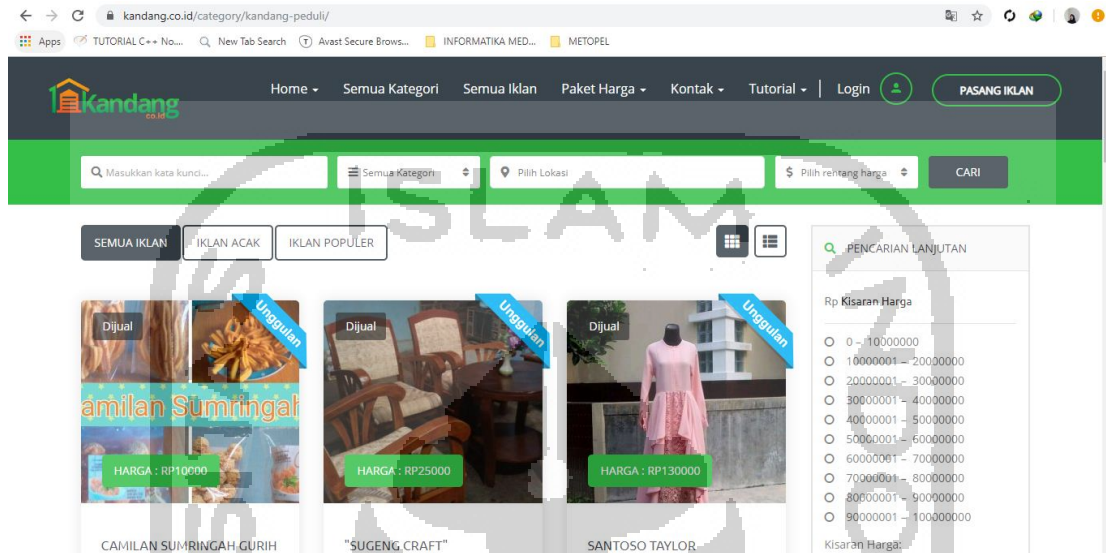 kandang.co.id/category/kandang-peduli/
Apps TUTORIAL C++ No.... New Tab Search Avast Secure Brows... INFORMATIKA MED... METOPEL
Kandang
co.id
Home Semua Kategori Semua Iklan Paket Harga Kontak Tutorial Login PASANG IKLAN
Masukkan kata kunci... Semua Kategori Pilih Lokasi $ Pilih rentang harga CARI
ISLAM
SEMUA IKLAN IKLAN ACAK IKLAN POPULER
PENCARIAN LANJUTAN
Rp Kisaran Harga
0 – 10000000
10000001 – 20000000
20000001 – 30000000
30000001 – 40000000
40000001 – 50000000
50000001 – 60000000
60000001 – 70000000
70000001 – 80000000
80000001 – 90000000
90000001 – 100000000
Kisaran Harga:
Dijual Unggulan
amilan Sumringah
HARGA : RP10000
CAMILAN SUMRINGAH GURIH
Dijual Unggulan
HARGA : RP25000
"SUGENG CRAFT"
Dijual Unggulan
HARGA : RP130000
SANTOSO TAYLOR